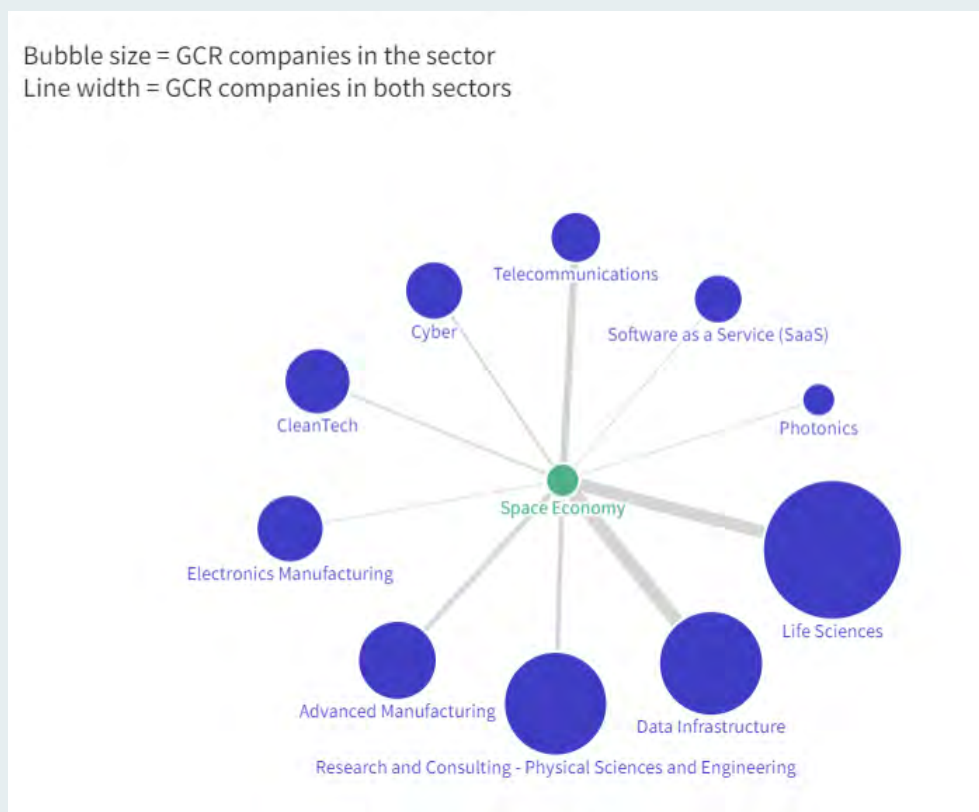 Bubble size = GCR companies in the sector
Line width = GCR companies in both sectors
Telecommunications
Cyber
Software as a Service (SaaS)
CleanTech
Photonics
Space Economy
Electronics Manufacturing
Life Sciences
Advanced Manufacturing
Data Infrastructure
Research and Consulting - Physical Sciences and Engineering